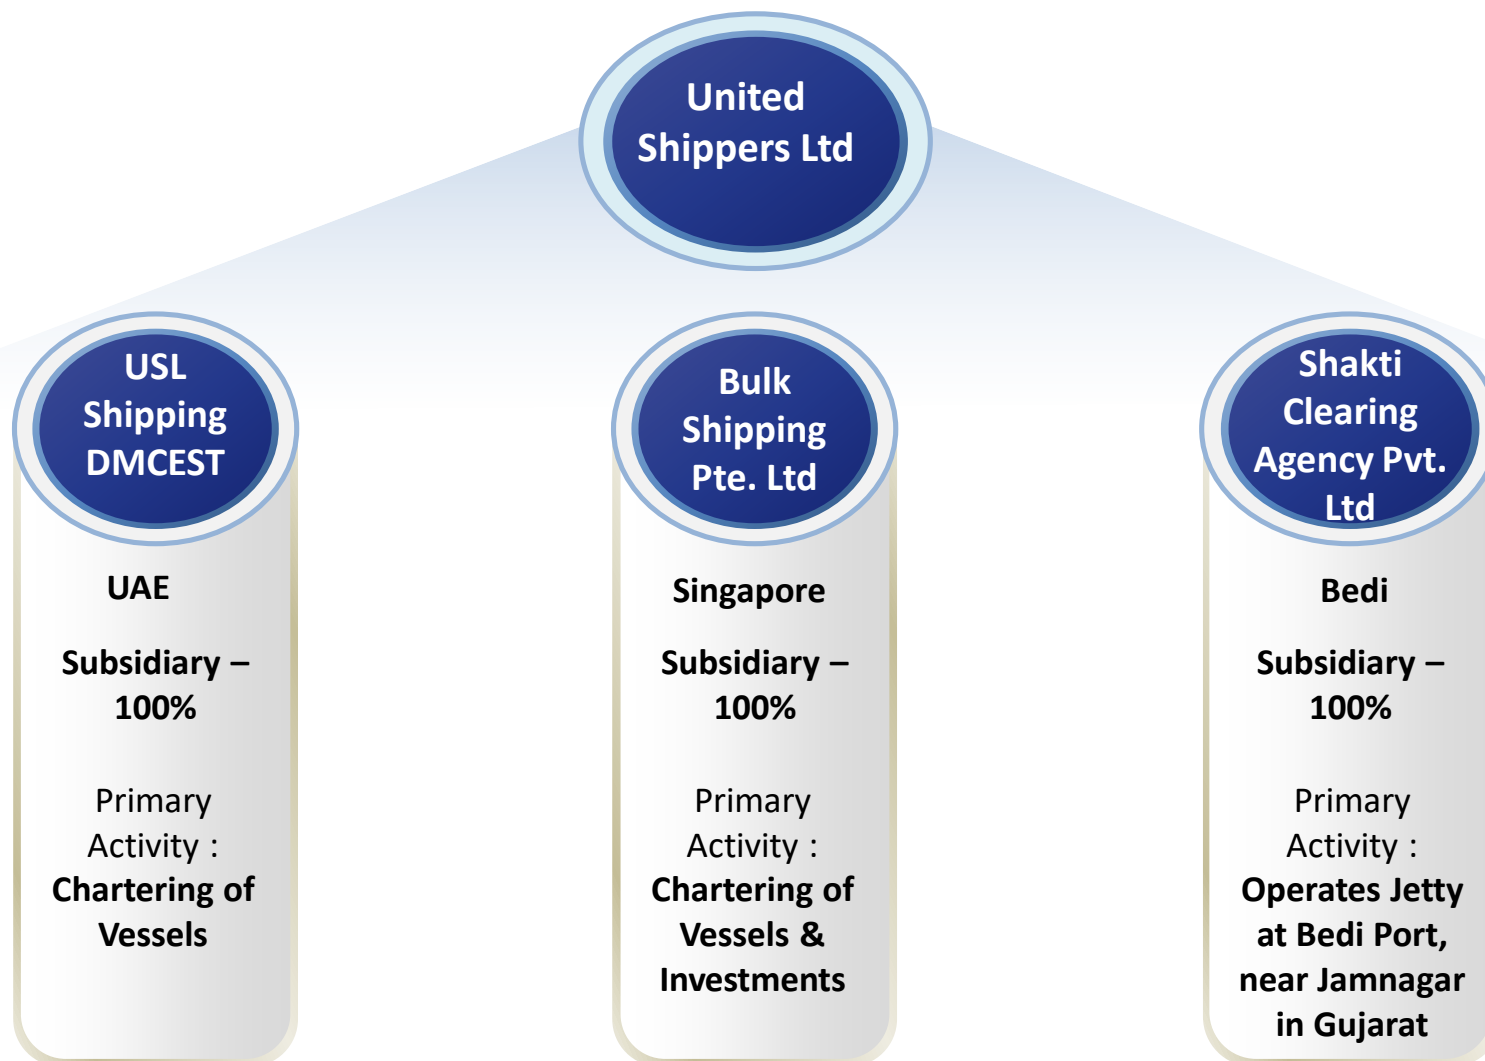 United
Shippers Ltd
USL
Shipping
DMCEST
UAE
Subsidiary –
100%
Primary
Activity :
Chartering of
Vessels
Bulk
Shipping
Pte. Ltd
Singapore
Subsidiary –
100%
Primary
Activity :
Chartering of
Vessels &
Investments
Shakti
Clearing
Agency Pvt.
Ltd
Bedi
Subsidiary –
100%
Primary
Activity :
Operates Jetty
at Bedi Port,
near Jamnagar
in Gujarat